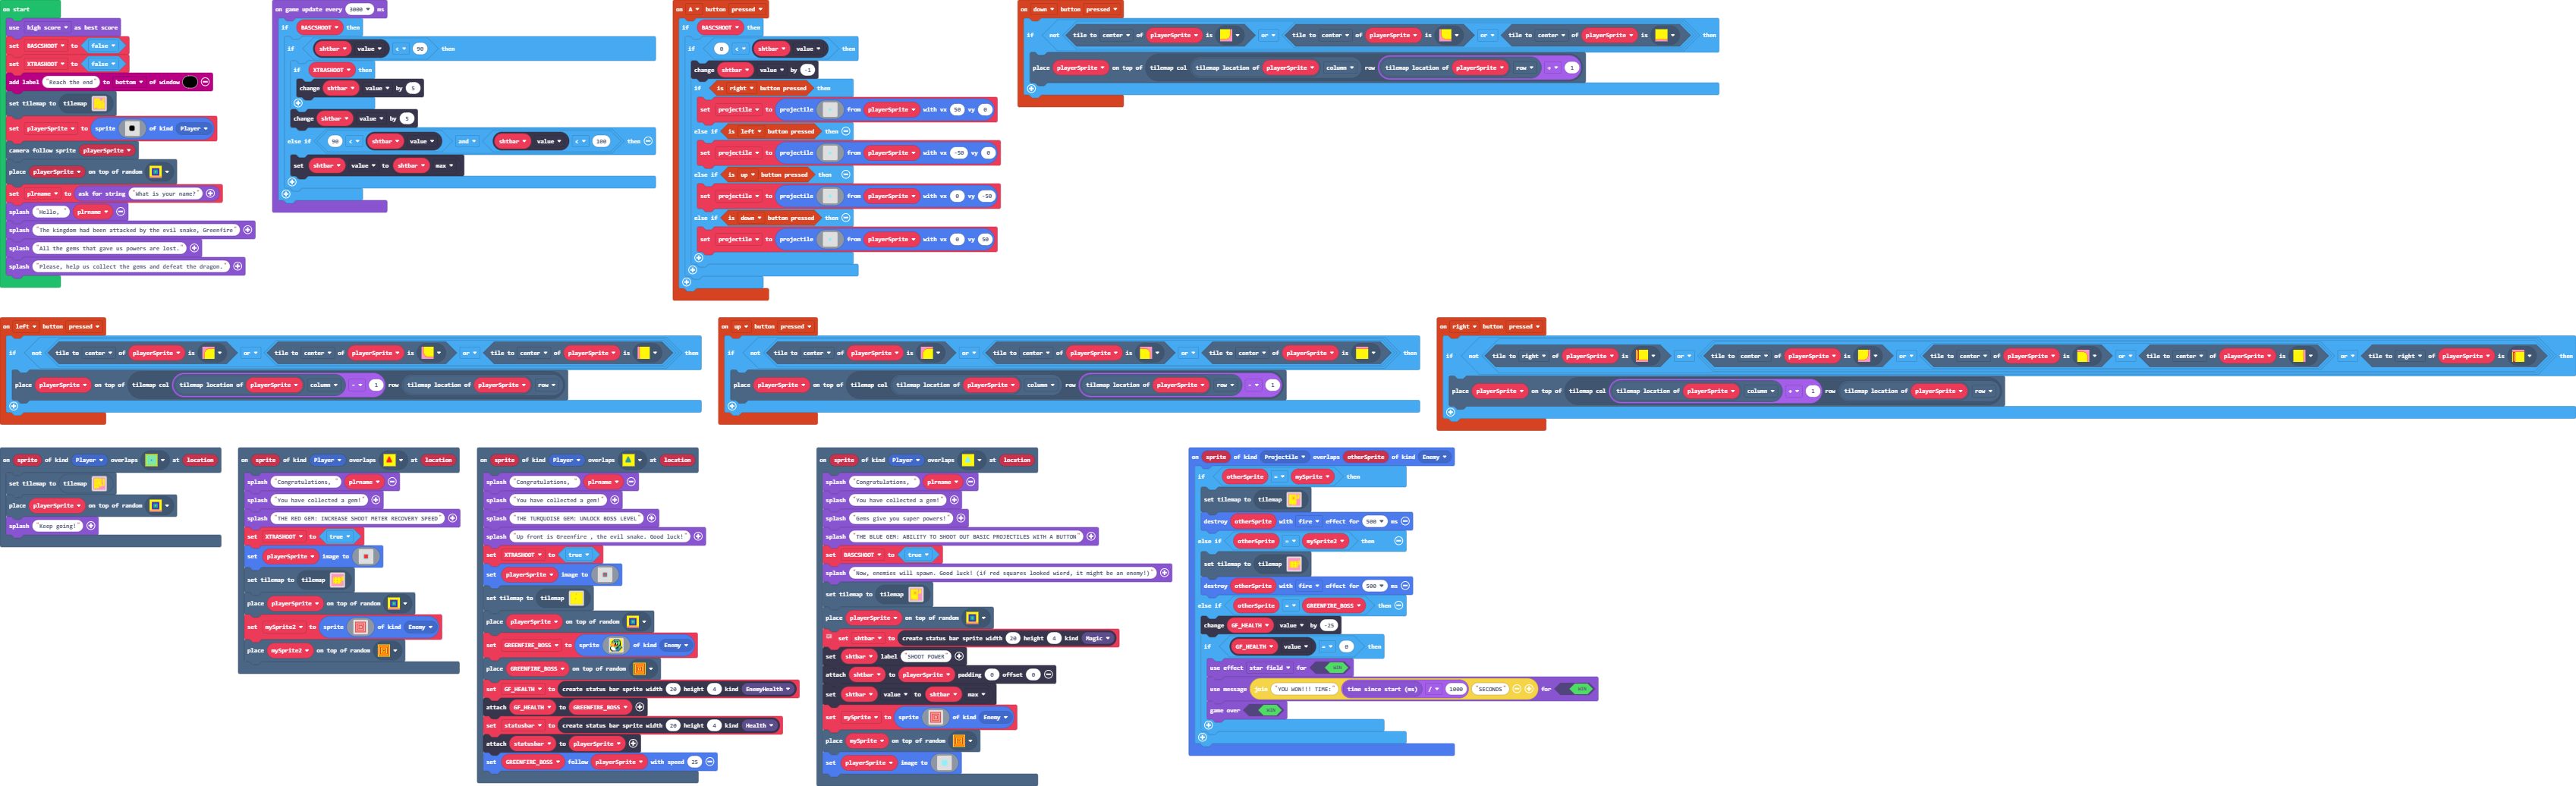 on start
use high score as best score
set BASCSHOOT to false
set XTRASHOOT to false
add label "Reach the end" to bottom of window
set tilemap to tilemap
set playerSprite to sprite of kind Player
camera follow sprite playerSprite
place playerSprite on top of random
set plrname to ask for string "What is your name?"
splash "Hello, " plrname
splash "The kingdom had been attacked by the evil snake, Greenfire"
splash "All the gems that gave us powers are lost."
splash "Please, help us collect the gems and defeat the dragon."
on game update every 3000 ms
if BASCSHOOT then
if shtbar value < 90 then
if XTRASHOOT then
change shtbar value by 5
change shtbar value by 5
else if 90 < shtbar value and shtbar value < 100 then
set shtbar value to shtbar max
on A button pressed
if BASCSHOOT then
if 0 < shtbar value then
change shtbar value by -1
if is right button pressed then
set projectile to projectile from playerSprite with vx 50 vy 0
else if is left button pressed then
set projectile to projectile from playerSprite with vx -50 vy 0
else if is up button pressed then
set projectile to projectile from playerSprite with vx 0 vy -50
else if is down button pressed then
set projectile to projectile from playerSprite with vx 0 vy 50
on down button pressed
if not tile to center of playerSprite is or tile to center of playerSprite is or tile to center of playerSprite is then
place playerSprite on top of tilemap col tilemap location of playerSprite column row tilemap location of playerSprite row + 1
on left button pressed
if not tile to center of playerSprite is or tile to center of playerSprite is or tile to center of playerSprite is then
place playerSprite on top of tilemap col tilemap location of playerSprite column - 1 row tilemap location of playerSprite row
on up button pressed
if not tile to center of playerSprite is or tile to center of playerSprite is or tile to center of playerSprite is then
place playerSprite on top of tilemap col tilemap location of playerSprite column row tilemap location of playerSprite row - 1
on right button pressed
if not tile to right of playerSprite is or tile to center of playerSprite is or tile to center of playerSprite is or tile to center of playerSprite is or tile to right of playerSprite is then
place playerSprite on top of tilemap col tilemap location of playerSprite column + 1 row tilemap location of playerSprite row
on sprite of kind Player overlaps at location
set tilemap to tilemap
place playerSprite on top of random
splash "Keep going!"
on sprite of kind Player overlaps at location
splash "Congratulations, " plrname
splash "You have collected a gem!"
splash "THE RED GEM: INCREASE SHOOT METER RECOVERY SPEED"
set XTRASHOOT to true
set playerSprite image to
set tilemap to tilemap
place playerSprite on top of random
set mySprite2 to sprite of kind Enemy
place mySprite2 on top of random
on sprite of kind Player overlaps at location
splash "Congratulations, " plrname
splash "You have collected a gem!"
splash "THE TURQUOISE GEM: UNLOCK BOSS LEVEL"
splash "Up front is Greenfire , the evil snake. Good luck!"
set XTRASHOOT to true
set playerSprite image to
set tilemap to tilemap
place playerSprite on top of random
set GREENFIRE_BOSS to sprite of kind Enemy
place GREENFIRE_BOSS on top of random
set GF_HEALTH to create status bar sprite width 20 height 4 kind EnemyHealth
attach GF_HEALTH to GREENFIRE_BOSS
set statusbar to create status bar sprite width 20 height 4 kind Health
attach statusbar to playerSprite
set GREENFIRE_BOSS follow playerSprite with speed 25
on sprite of kind Player overlaps at location
splash "Congratulations, " plrname
splash "You have collected a gem!"
splash "Gems give you super powers!"
splash "THE BLUE GEM: ABILITY TO SHOOT OUT BASIC PROJECTILES WITH A BUTTON"
set BASCSHOOT to true
splash "Now, enemies will spawn. Good luck! (if red squares looked wierd, it might be an enemy!)"
set tilemap to tilemap
place playerSprite on top of random
set shtbar to create status bar sprite width 20 height 4 kind Magic
set shtbar label "SHOOT POWER"
attach shtbar to playerSprite padding 0 offset 0
set shtbar value to shtbar max
set mySprite to sprite of kind Enemy
place mySprite on top of random
set playerSprite image to
on sprite of kind Projectile overlaps otherSprite of kind Enemy
if otherSprite = mySprite then
set tilemap to tilemap
destroy otherSprite with fire effect for 500 ms
else if otherSprite = mySprite2 then
set tilemap to tilemap
destroy otherSprite with fire effect for 500 ms
else if otherSprite = GREENFIRE_BOSS then
change GF_HEALTH value by -25
if GF_HEALTH value = 0 then
use effect star field for WIN
use message join "YOU WON!!! TIME:" time since start (ms) / 1000 "SECONDS" for WIN
game over WIN